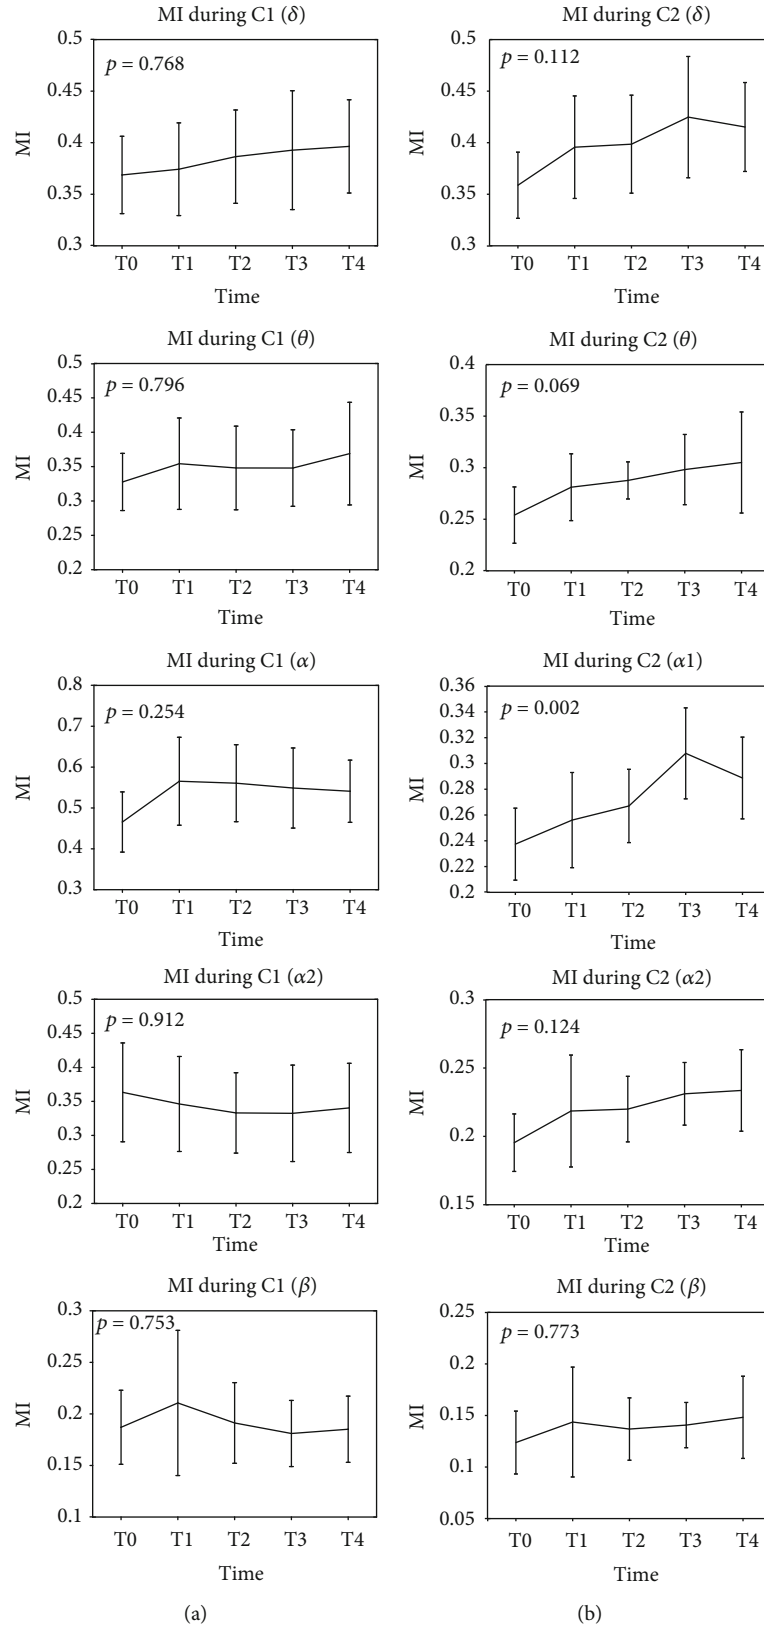 MI during C1 (δ)
p = 0.768
0.5
0.45
0.4
0.35
0.3
MI
T0 T1 T2 T3 T4
Time
MI during C2 (δ)
p = 0.112
0.5
0.45
0.4
0.35
0.3
MI
T0 T1 T2 T3 T4
Time
MI during C1 (θ)
p = 0.796
0.5
0.45
0.4
0.35
0.3
0.25
0.2
MI
T0 T1 T2 T3 T4
Time
MI during C2 (θ)
p = 0.069
0.4
0.35
0.3
0.25
0.2
MI
T0 T1 T2 T3 T4
Time
MI during C1 (α)
p = 0.254
0.8
0.7
0.6
0.5
0.4
0.3
MI
T0 T1 T2 T3 T4
Time
MI during C2 (α1)
p = 0.002
0.36
0.34
0.32
0.3
0.28
0.26
0.24
0.22
0.2
MI
T0 T1 T2 T3 T4
Time
MI during C1 (α2)
p = 0.912
0.5
0.45
0.4
0.35
0.3
0.25
0.2
MI
T0 T1 T2 T3 T4
Time
MI during C2 (α2)
p = 0.124
0.3
0.25
0.2
0.15
MI
T0 T1 T2 T3 T4
Time
MI during C1 (β)
p = 0.753
0.3
0.25
0.2
0.15
0.1
MI
T0 T1 T2 T3 T4
Time
MI during C2 (β)
p = 0.773
0.25
0.2
0.15
0.1
0.05
MI
T0 T1 T2 T3 T4
Time
(a)
(b)